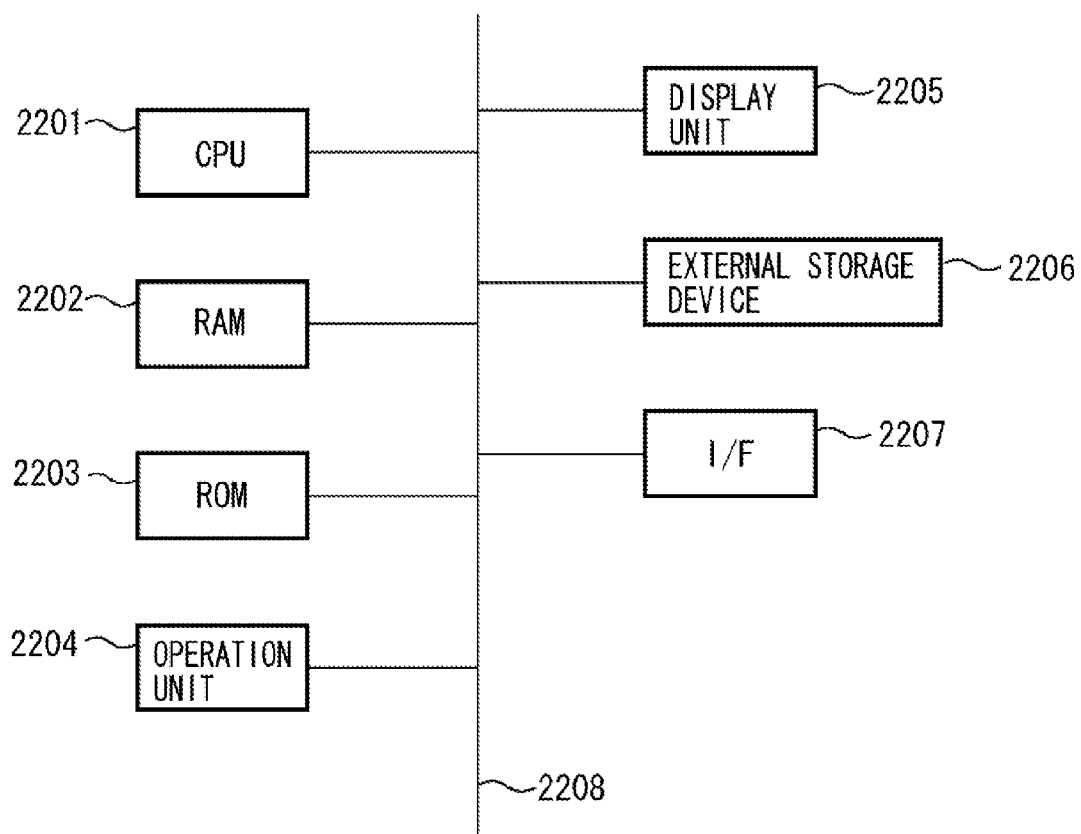 2201
CPU
2202
RAM
2203
ROM
2204
OPERATION
UNIT
2205
DISPLAY
UNIT
2206
EXTERNAL STORAGE
DEVICE
2207
I/F
2208